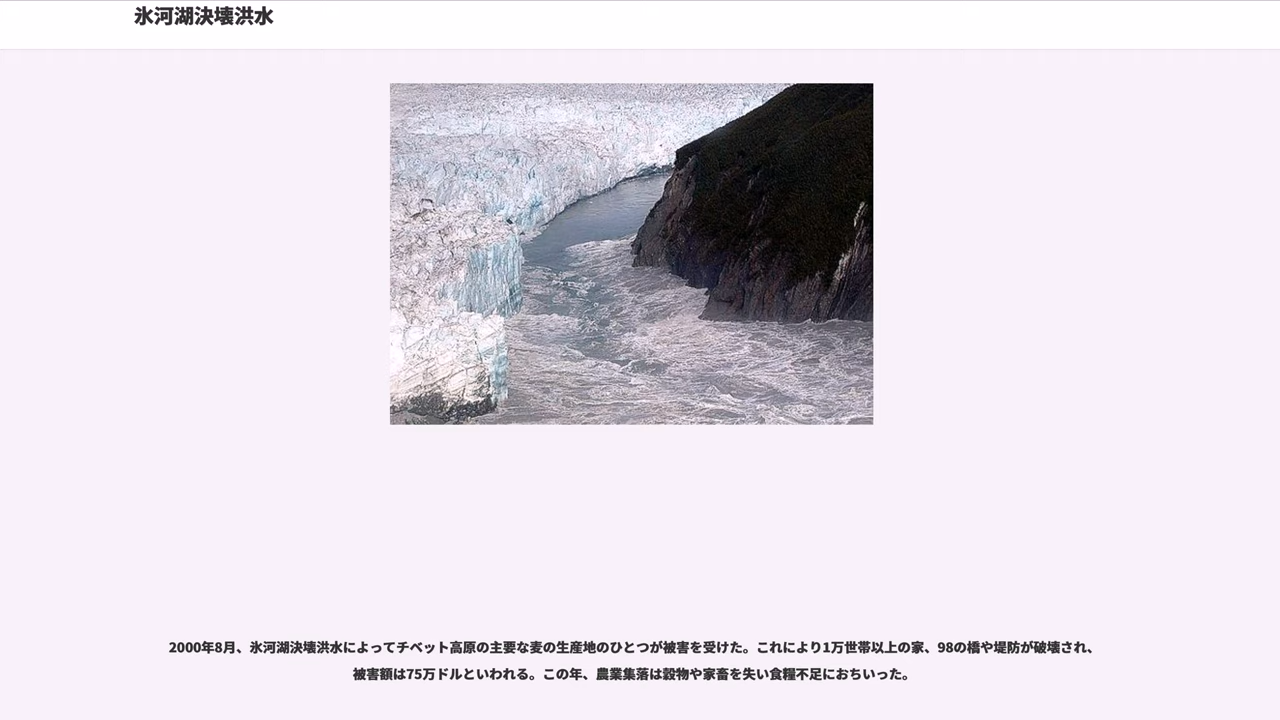 氷河湖決壊洪水
2000年8月、氷河湖決壊洪水によってチベット高原の主要な麦の生産地のひとつが被害を受けた。これにより1万世帯以上の家、98の橋や堤防が破壊され、
被害額は75万ドルといわれる。この年、農業集落は穀物や家畜を失い食糧不足におちいった。